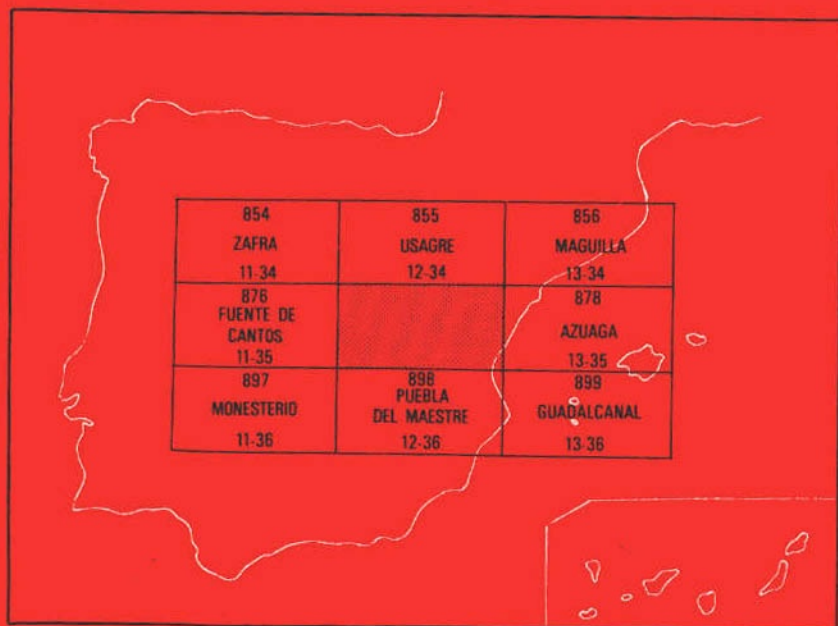 854
ZAFRA
11-34
855
USAGRE
12-34
856
MAGUILLA
13-34
876
FUENTE DE
CANTOS
11-35
878
AZUAGA
13-35
897
MONESTERIO
11-36
898
PUEBLA
DEL MAESTRE
12-36
899
GUADALCANAL
13-36